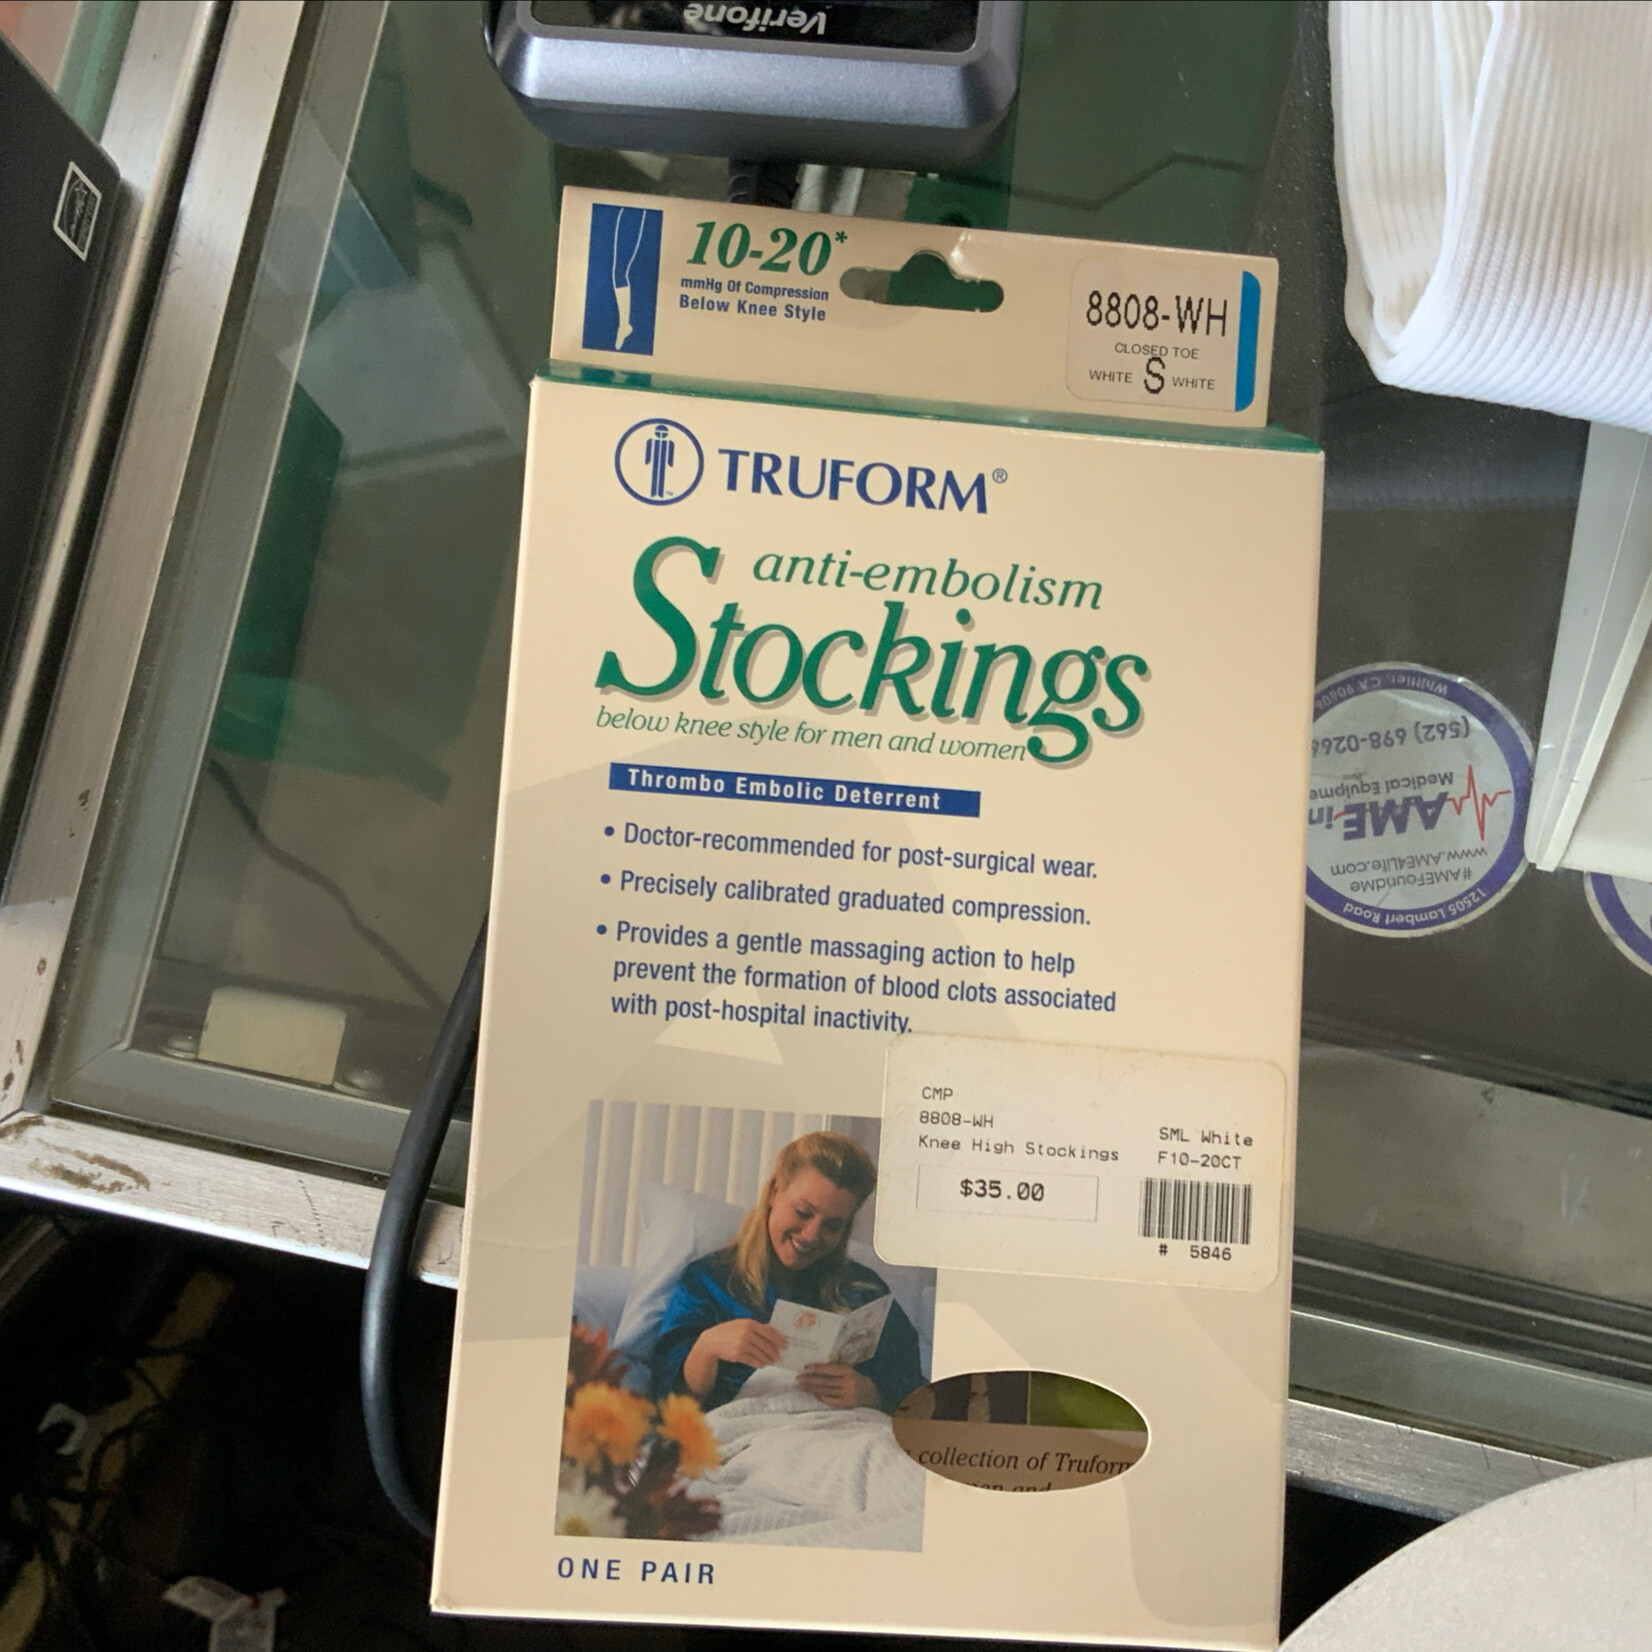 Verifone
10-20*
mmHg Of Compression
Below Knee Style
8808-WH
CLOSED TOE
WHITE S WHITE
TRUFORM®
anti-embolism
Stockings
below knee style for men and women
Thrombo Embolic Deterrent
• Doctor-recommended for post-surgical wear.
• Precisely calibrated graduated compression.
• Provides a gentle massaging action to help
prevent the formation of blood clots associated
with post-hospital inactivity.
CMP
8808-WH
Knee High Stockings
$35.00
SML White
F10-20CT
# 5846
collection of Truform
and
ONE PAIR
12505 Lambert Road
#AMEFoundMe
www.AME4Life.com
AME-in
Medical
(562) 698-0266
Whittier, CA